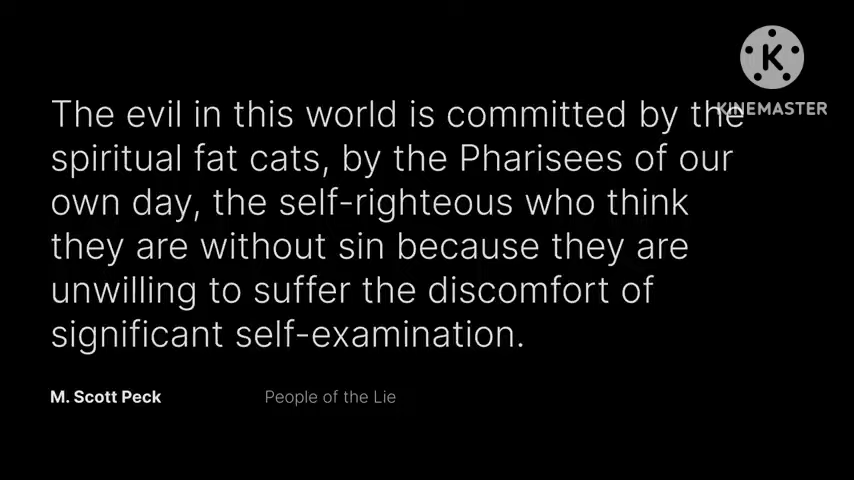 K
KINEMASTER
The evil in this world is committed by the
spiritual fat cats, by the Pharisees of our
own day, the self-righteous who think
they are without sin because they are
unwilling to suffer the discomfort of
significant self-examination.
M. Scott Peck
People of the Lie